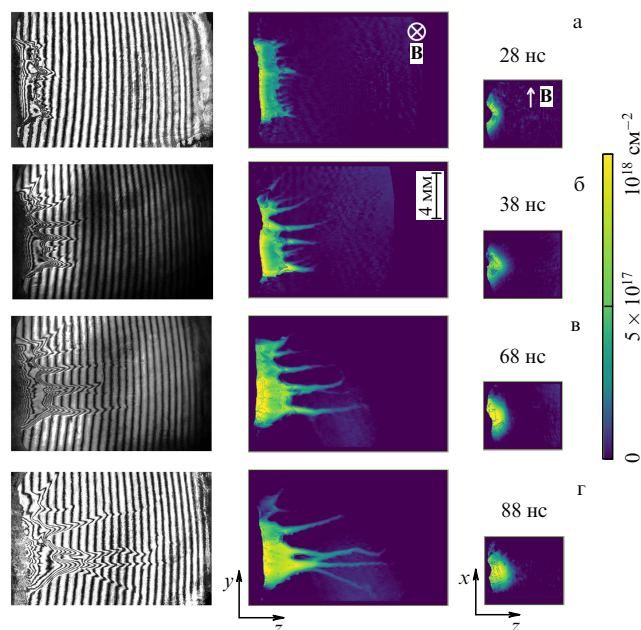 а
28 нс
⊗
B
↑ B
б
38 нс
4 мм
в
68 нс
г
88 нс
y
z
x
z
0
5 × 10¹⁷
10¹⁸ см⁻²